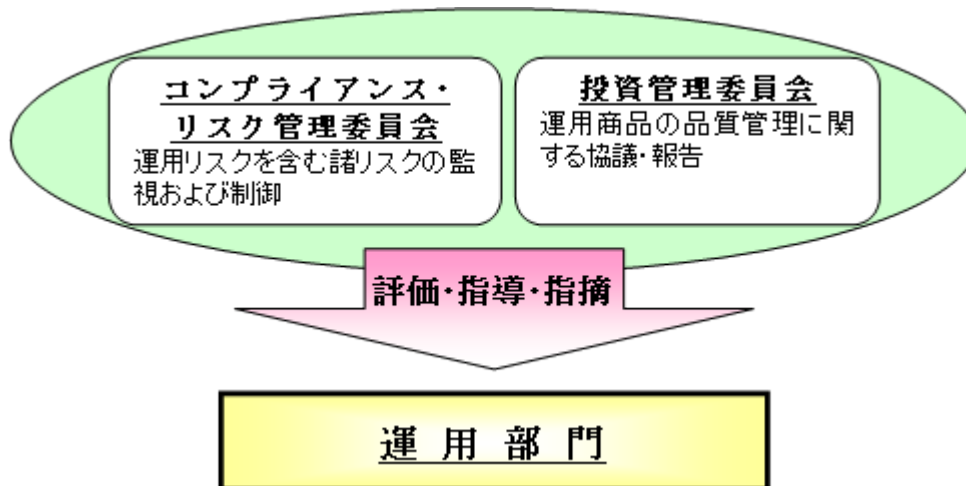 コンプライアンス・
リスク管理委員会
運用リスクを含む諸リスクの監
視および制御
投資管理委員会
運用商品の品質管理に関
する協議・報告
評価・指導・指摘
運用部門